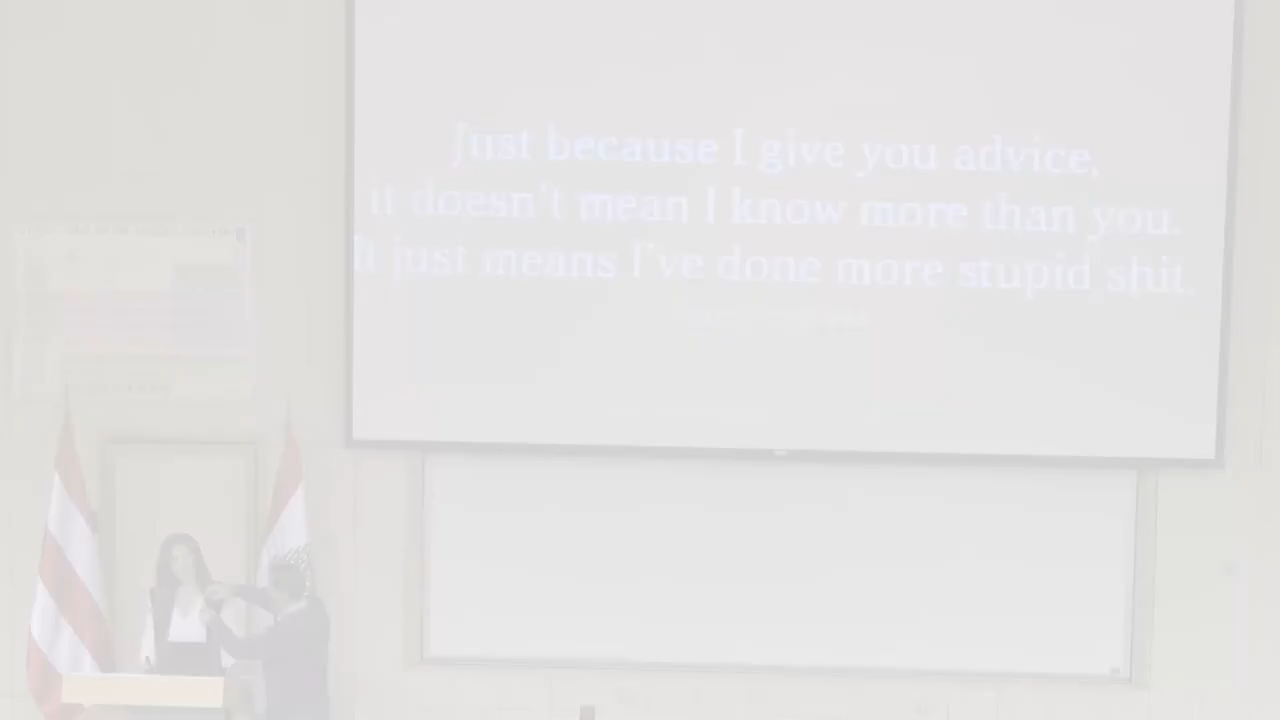 Just because I give you advice,
it doesn't mean I know more than you.
It just means I've done more stupid shit.